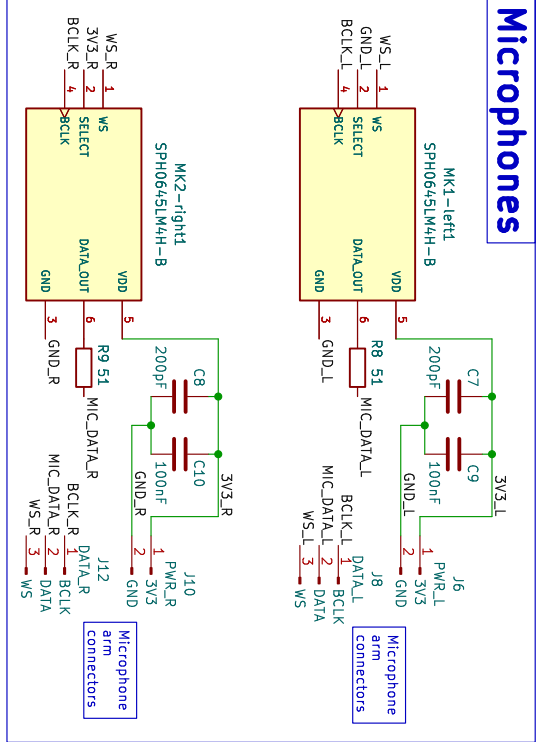 Microphones
WS_L
GND_L
BCLK_L
1
2
4
WS
SELECT
BCLK
MK1-left1
SPH0645LM4H-B
DATA_OUT
VDD
GND
5
6
3
GND_L
R8 51
MIC_DATA_L
C7
200pF
C9
100nF
3V3_L
GND_L
J6
PWR_L
1
3V3
2
GND
BCLK_L
MIC_DATA_L
WS_L
J8
DATA_L
1
BCLK
2
DATA
3
WS
Microphone
arm
connectors
WS_R
3V3_R
BCLK_R
1
2
4
WS
SELECT
BCLK
MK2-right1
SPH0645LM4H-B
DATA_OUT
VDD
GND
5
6
3
GND_R
R9 51
MIC_DATA_R
C8
200pF
C10
100nF
3V3_R
GND_R
J10
PWR_R
1
3V3
2
GND
BCLK_R
MIC_DATA_R
WS_R
J12
DATA_R
1
BCLK
2
DATA
3
WS
Microphone
arm
connectors